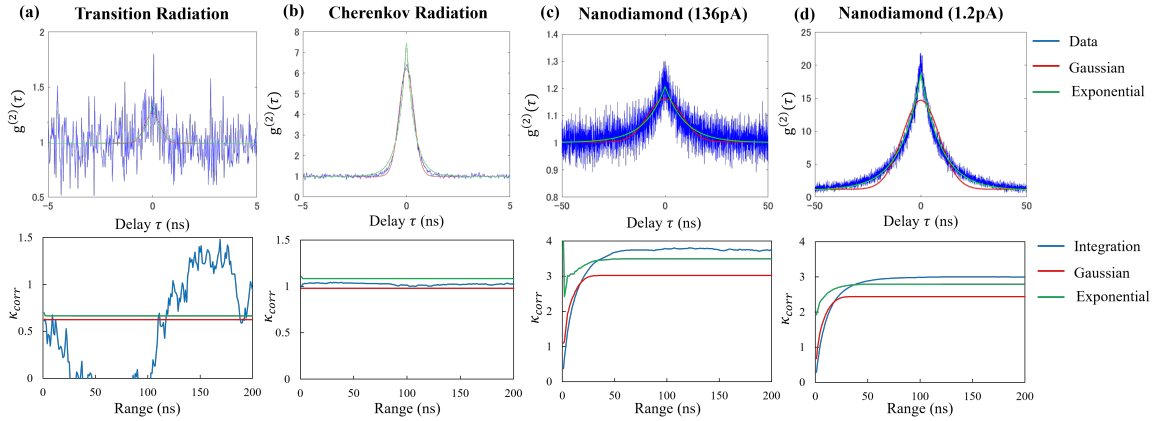 (a) Transition Radiation
(b) Cherenkov Radiation
(c) Nanodiamond (136pA)
(d) Nanodiamond (1.2pA)
g⁽²⁾(τ)
2
1.5
1
0.5
−5
0
5
Delay τ (ns)
g⁽²⁾(τ)
8
7
6
5
4
3
2
1
0
−5
0
5
Delay τ (ns)
g⁽²⁾(τ)
1.4
1.3
1.2
1.1
1
0.9
0.8
−50
0
50
Delay τ (ns)
g⁽²⁾(τ)
25
20
15
10
5
0
−50
0
50
Delay τ (ns)
Data
Gaussian
Exponential
κcorr
1.5
1
0.5
0
0
50
100
150
200
Range (ns)
κcorr
1.5
1
0.5
0
0
50
100
150
200
Range (ns)
κcorr
4
3
2
1
0
0
50
100
150
200
Range (ns)
κcorr
4
3
2
1
0
0
50
100
150
200
Range (ns)
Integration
Gaussian
Exponential